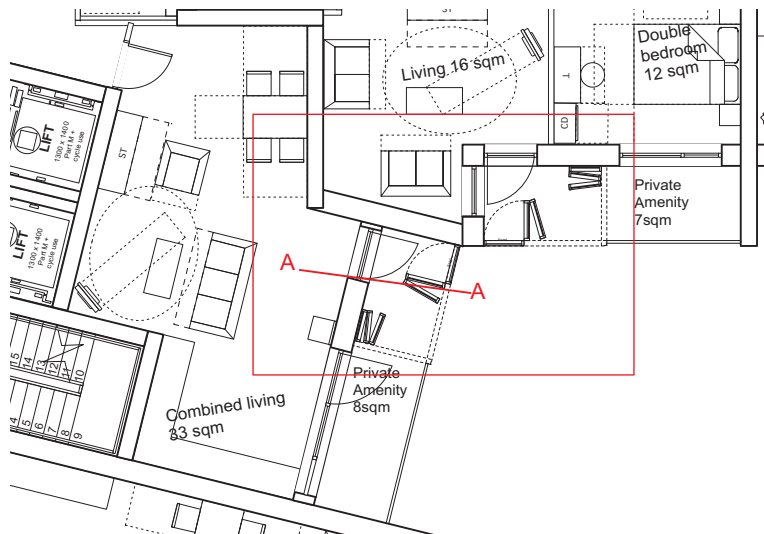 ST
Living 16 sqm
Double
bedroom
12 sqm
CD
LIFT
1300 x 1400
Part M +
cycle use
ST
Private
Amenity
7sqm
LIFT
1300 x 1400
Part M +
cycle use
A
A
15
14
13
12
11
10
Private
Amenity
8sqm
Combined living
33 sqm
4
5
6
7
8
9